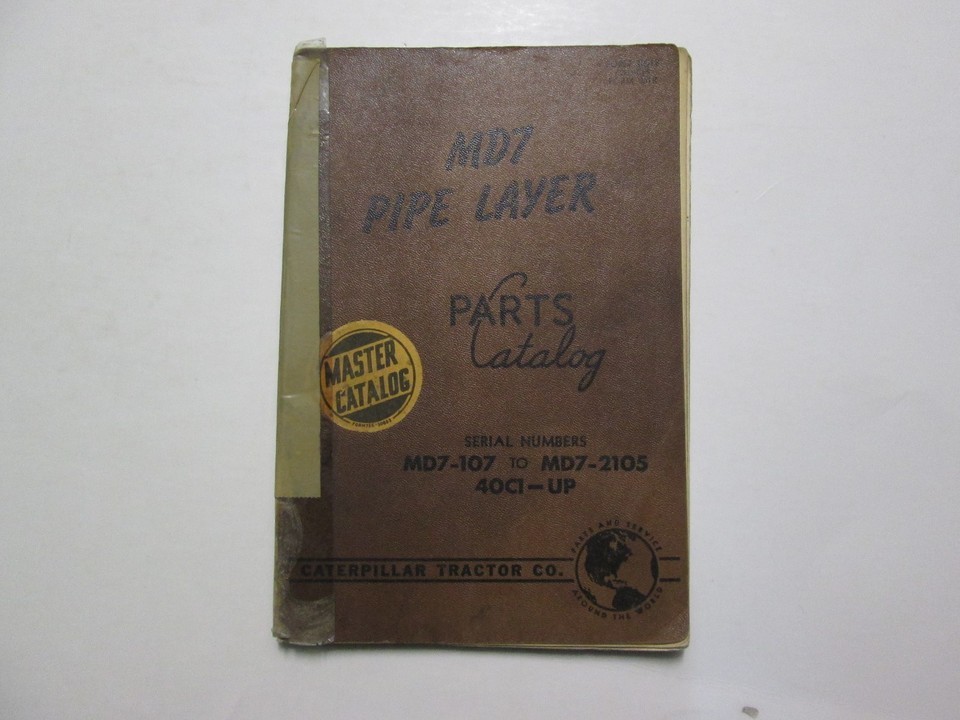 MD7
PIPE LAYER
PARTS
Catalog
MASTER
CATALOG
SERIAL NUMBERS
MD7-107 TO MD7-2105
40C1-UP
CATERPILLAR TRACTOR CO.
PARTS AND SERVICE
AROUND THE WORLD